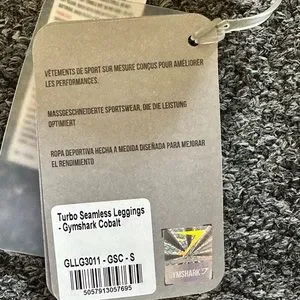 VÊTEMENTS DE SPORT SUR MESURE CONÇUS POUR AMÉLIORER
LES PERFORMANCES.
MASSGESCHNEIDERTE SPORTSWEAR, DIE DIE LEISTUNG
OPTIMIERT
ROPA DEPORTIVA HECHA A MEDIDA DISEÑADA PARA MEJORAR
EL RENDIMIENTO
Turbo Seamless Leggings
- Gymshark Cobalt
GLLG3011 - GSC - S
5057913057695
GYMSHARK